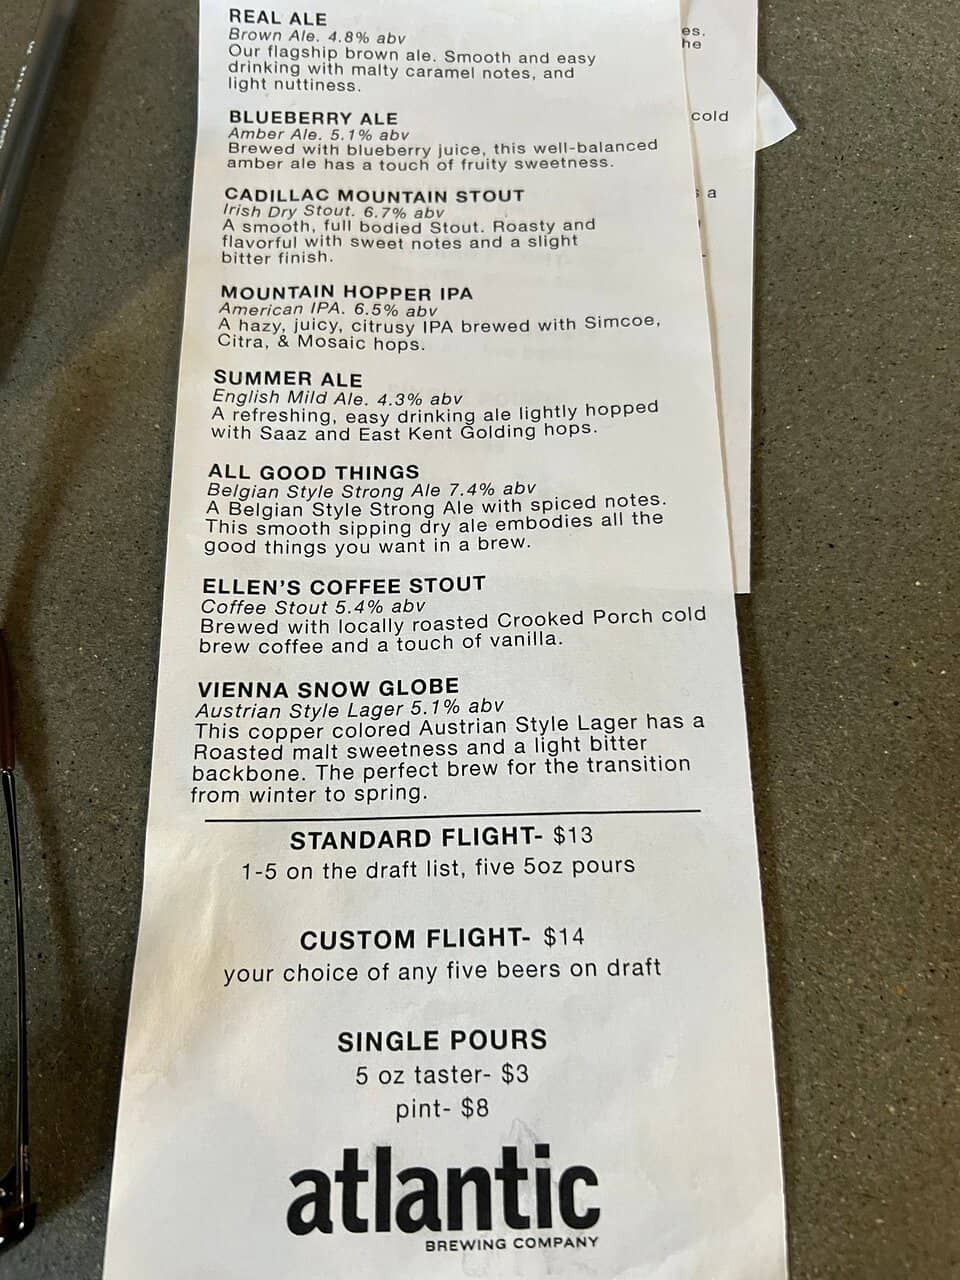 REAL ALE
Brown Ale. 4.8% abv
Our flagship brown ale. Smooth and easy
drinking with malty caramel notes, and
light nuttiness.
BLUEBERRY ALE
Amber Ale. 5.1% abv
Brewed with blueberry juice, this well-balanced
amber ale has a touch of fruity sweetness.
CADILLAC MOUNTAIN STOUT
Irish Dry Stout. 6.7% abv
A smooth, full bodied Stout. Roasty and
flavorful with sweet notes and a slight
bitter finish.
MOUNTAIN HOPPER IPA
American IPA. 6.5% abv
A hazy, juicy, citrusy IPA brewed with Simcoe,
Citra, & Mosaic hops.
SUMMER ALE
English Mild Ale. 4.3% abv
A refreshing, easy drinking ale lightly hopped
with Saaz and East Kent Golding hops.
ALL GOOD THINGS
Belgian Style Strong Ale 7.4% abv
A Belgian Style Strong Ale with spiced notes.
This smooth sipping dry ale embodies all the
good things you want in a brew.
ELLEN'S COFFEE STOUT
Coffee Stout 5.4% abv
Brewed with locally roasted Crooked Porch cold
brew coffee and a touch of vanilla.
VIENNA SNOW GLOBE
Austrian Style Lager 5.1% abv
This copper colored Austrian Style Lager has a
Roasted malt sweetness and a light bitter
backbone. The perfect brew for the transition
from winter to spring.
STANDARD FLIGHT- $13
1-5 on the draft list, five 5oz pours
CUSTOM FLIGHT- $14
your choice of any five beers on draft
SINGLE POURS
5 oz taster- $3
pint- $8
atlantic
BREWING COMPANY
es.
he
cold
a